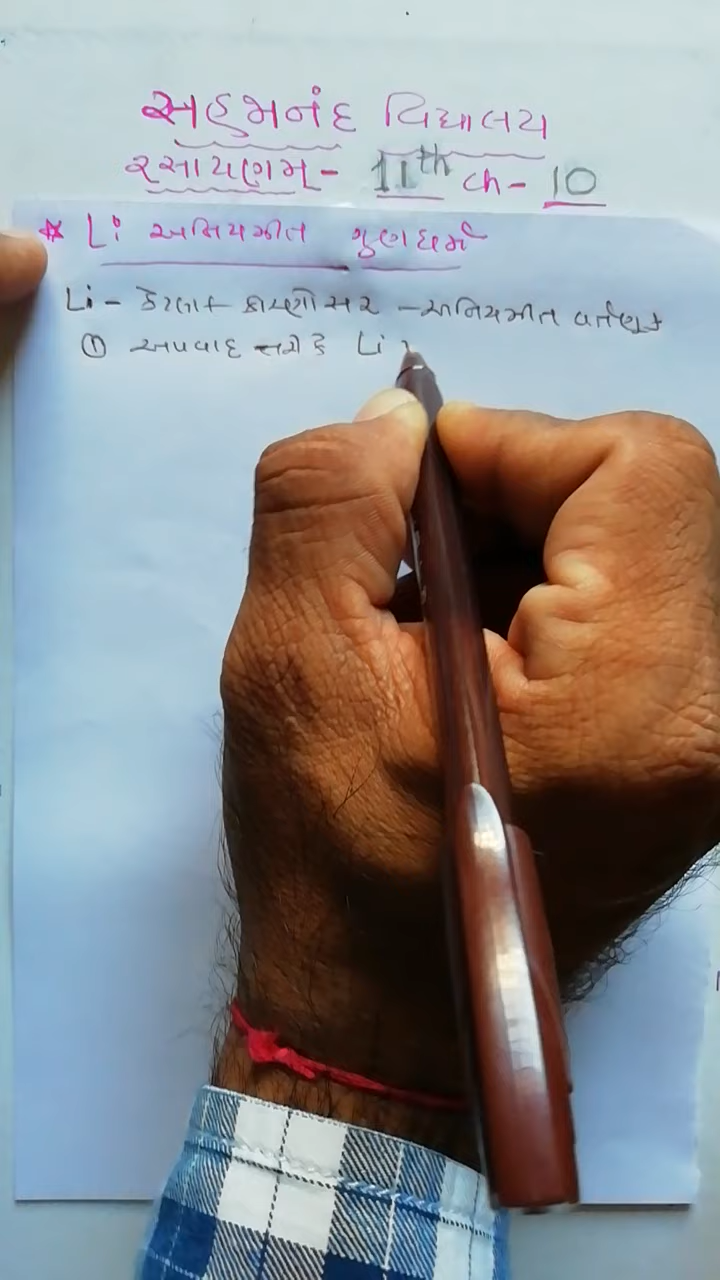 સહજાનંદ વિદ્યાલય
રસાયણમ્ - 11th ch - 10
* Li અનિયમીત ગુણધર્મ
Li - કેટલાક કારણોસર - અનિયમીત વર્તણુક
① અપવાદ તરીકે Li